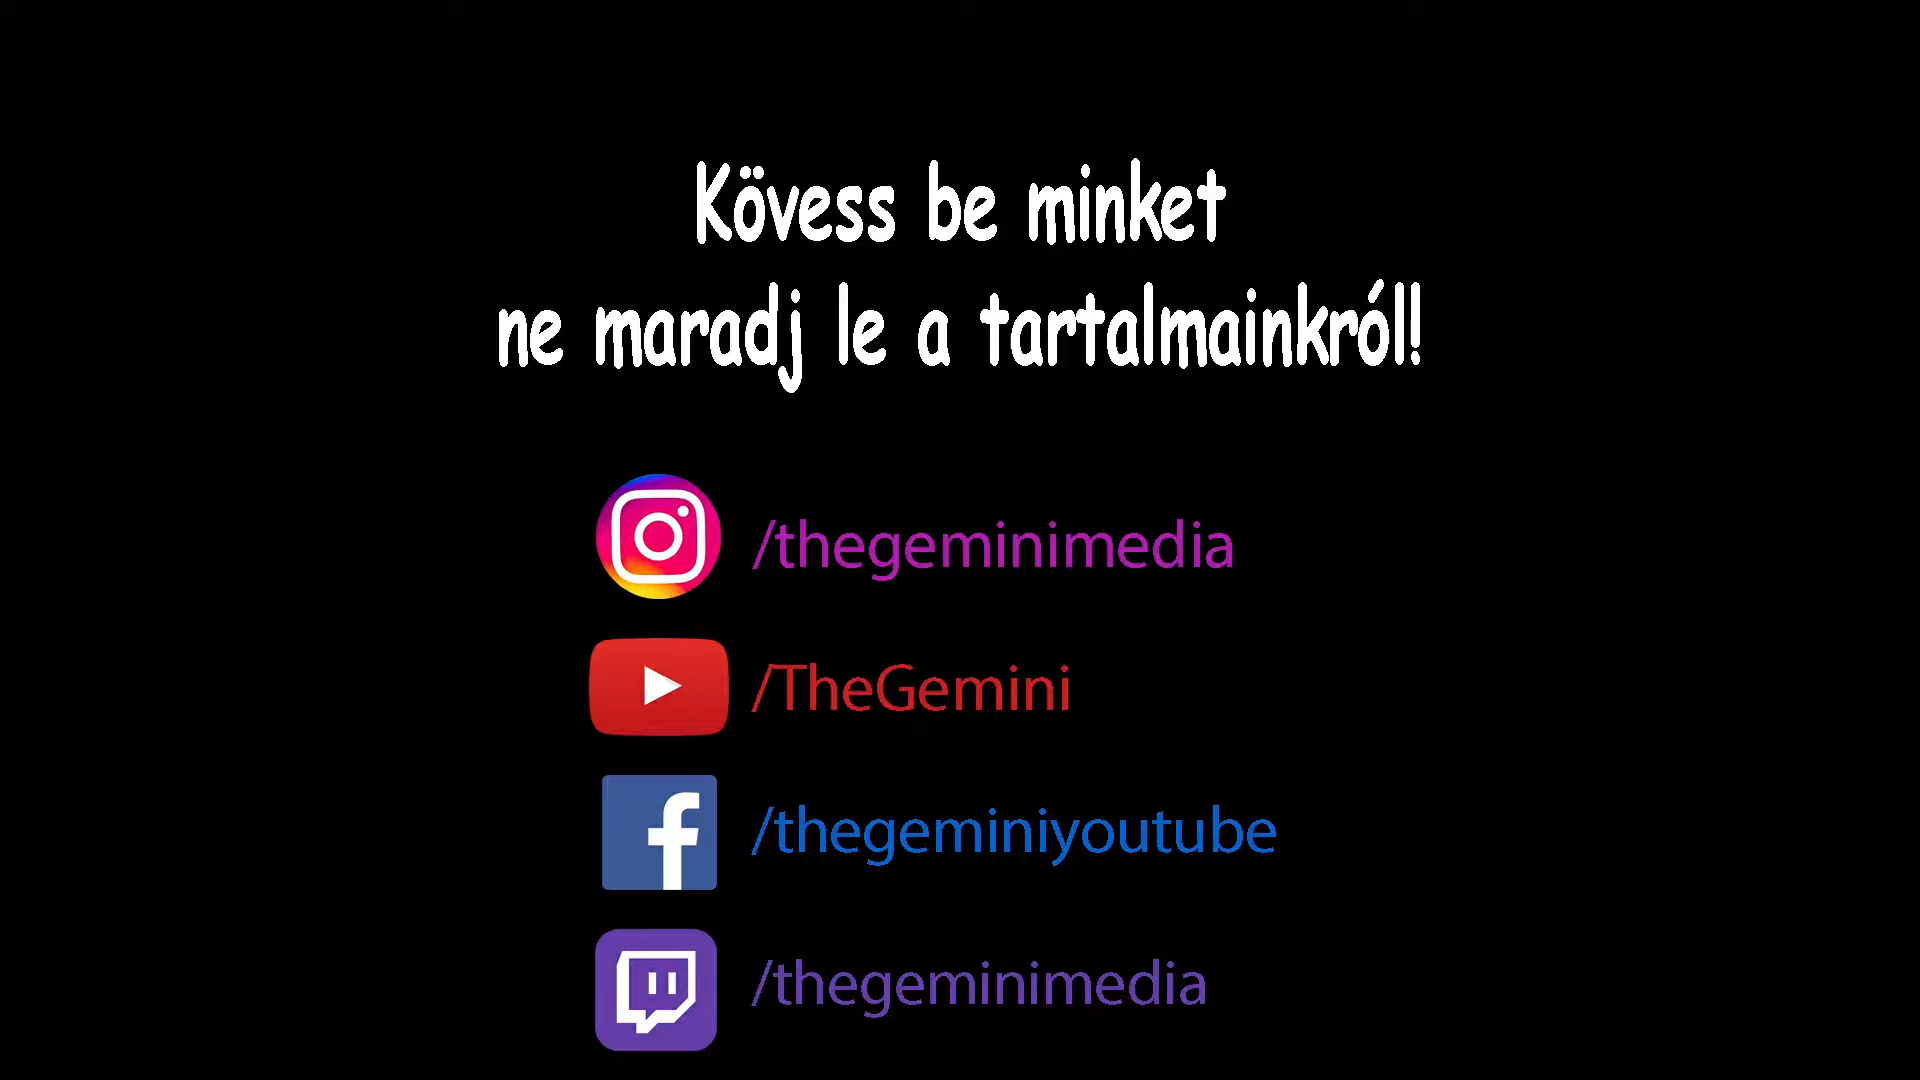 Kövess be minket
ne maradj le a tartalmainkról!
/thegeminimedia
/TheGemini
/thegeminiyoutube
/thegeminimedia